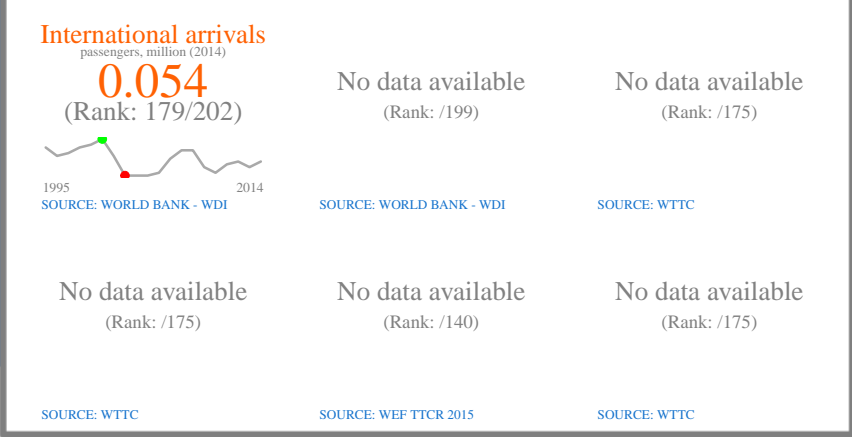 International arrivals
passengers, million (2014)
0.054
(Rank: 179/202)
1995
2014
SOURCE: WORLD BANK - WDI
No data available
(Rank: /199)
SOURCE: WORLD BANK - WDI
No data available
(Rank: /175)
SOURCE: WTTC
No data available
(Rank: /175)
SOURCE: WTTC
No data available
(Rank: /140)
SOURCE: WEF TTCR 2015
No data available
(Rank: /175)
SOURCE: WTTC